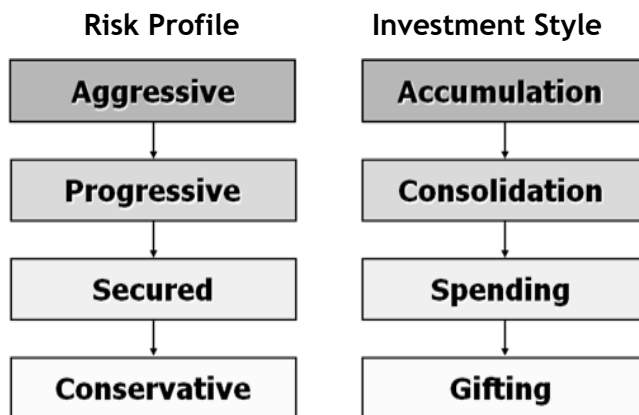 Risk Profile
Investment Style
Aggressive
Accumulation
Progressive
Consolidation
Secured
Spending
Conservative
Gifting